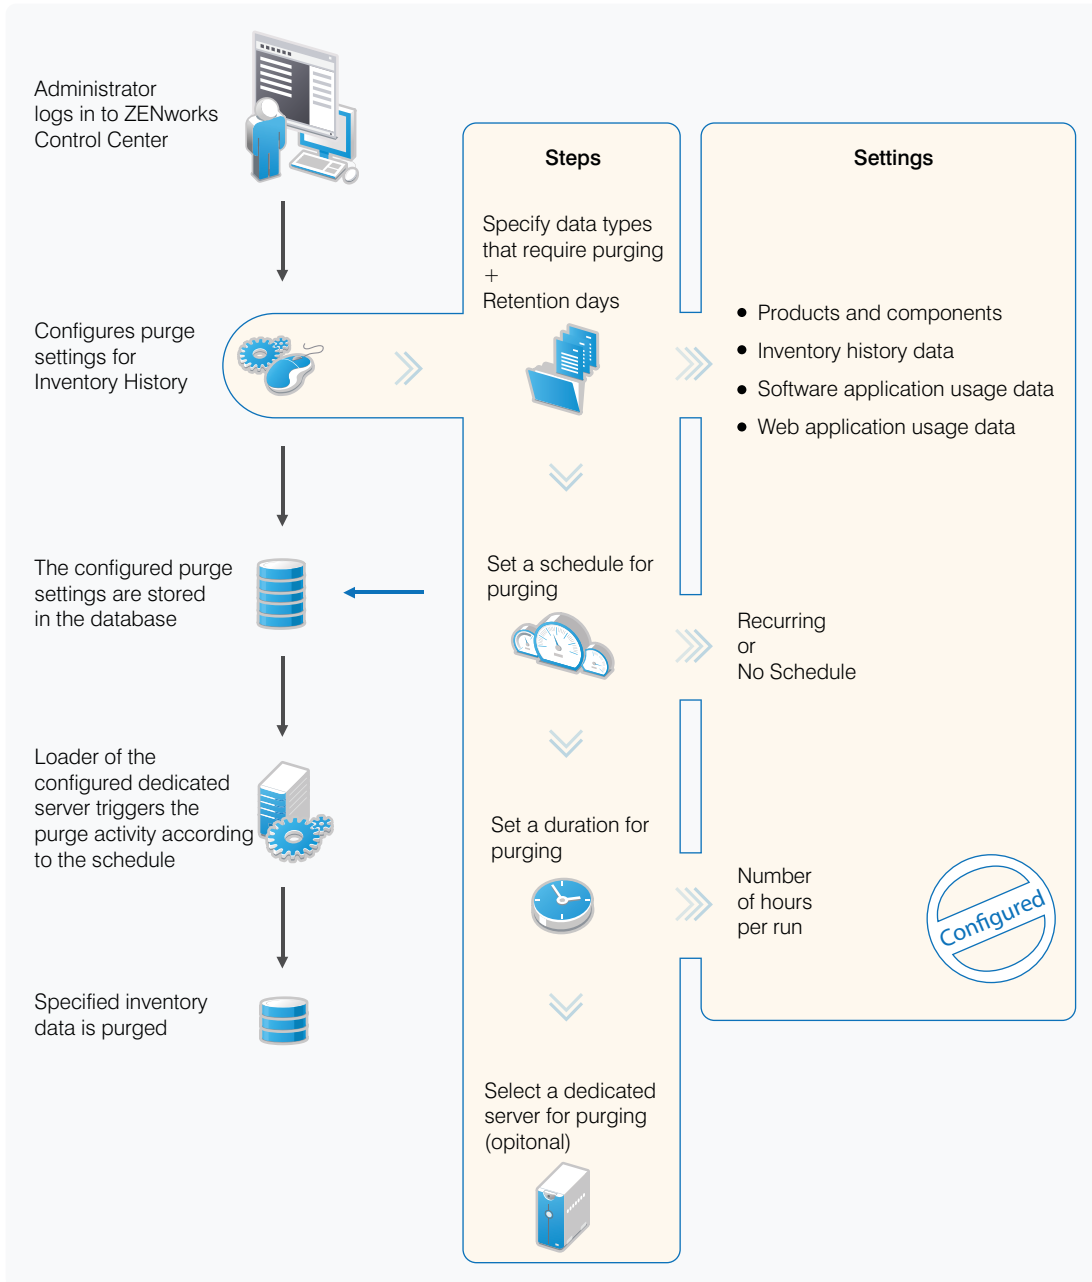 Administrator
logs in to ZENworks
Control Center
Configures purge
settings for
Inventory History
The configured purge
settings are stored
in the database
Loader of the
configured dedicated
server triggers the
purge activity according
to the schedule
Specified inventory
data is purged
Steps
Specify data types
that require purging
+
Retention days
Set a schedule for
purging
Set a duration for
purging
Select a dedicated
server for purging
(opitonal)
Settings
● Products and components
● Inventory history data
● Software application usage data
● Web application usage data
Recurring
or
No Schedule
Number
of hours
per run
Configured